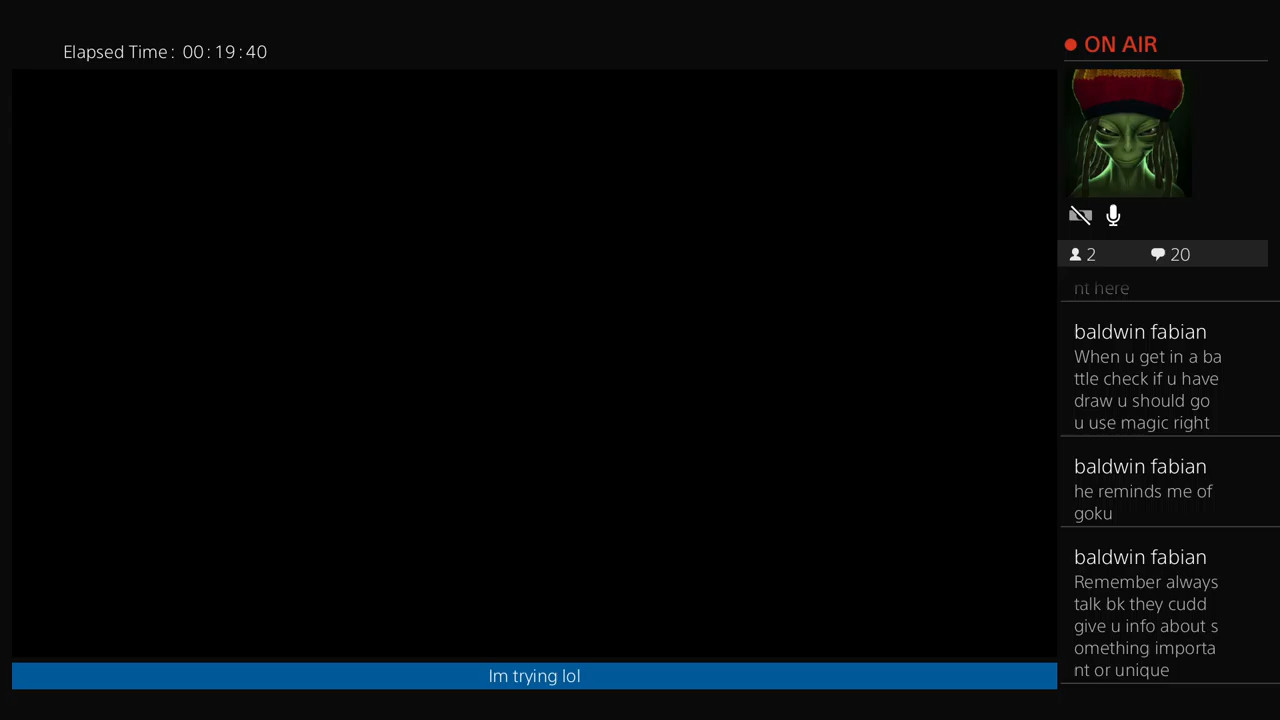 Elapsed Time: 00:19:40
ON AIR
2 20
nt here
baldwin fabian
When u get in a ba
ttle check if u have
draw u should go
u use magic right
baldwin fabian
he reminds me of
goku
baldwin fabian
Remember always
talk bk they cudd
give u info about s
omething importa
nt or unique
Im trying lol